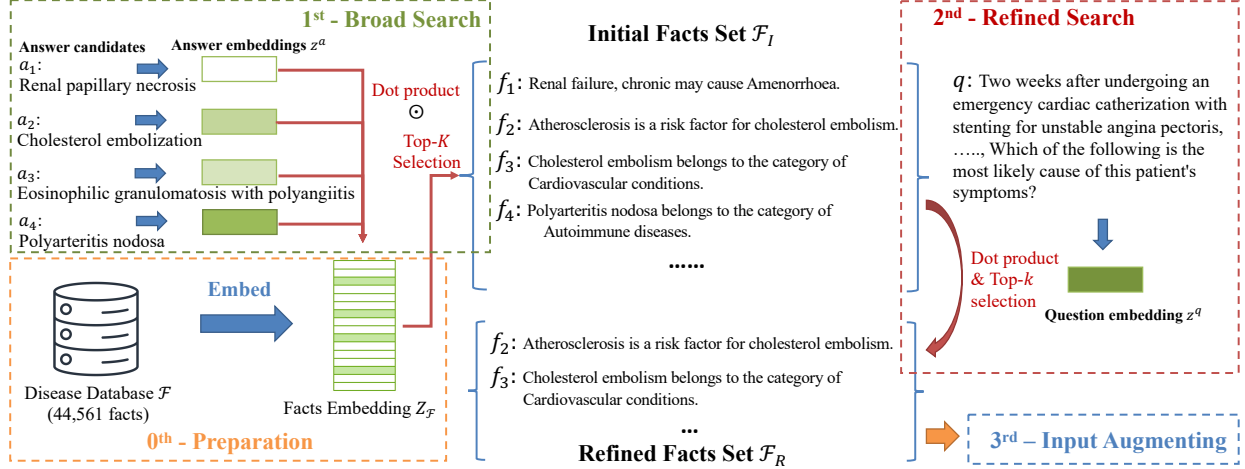 1st - Broad Search
Answer candidates
Answer embeddings zᵃ
a₁:
Renal papillary necrosis
a₂:
Cholesterol embolization
a₃:
Eosinophilic granulomatosis with polyangiitis
a₄:
Polyarteritis nodosa
Dot product
⊙
Top-K
Selection
Embed
Disease Database ℱ
(44,561 facts)
Facts Embedding Z_ℱ
0th - Preparation
Initial Facts Set ℱ_I
f₁: Renal failure, chronic may cause Amenorrhoea.
f₂: Atherosclerosis is a risk factor for cholesterol embolism.
f₃: Cholesterol embolism belongs to the category of
Cardiovascular conditions.
f₄: Polyarteritis nodosa belongs to the category of
Autoimmune diseases.
……
f₂: Atherosclerosis is a risk factor for cholesterol embolism.
f₃: Cholesterol embolism belongs to the category of
Cardiovascular conditions.
...
Refined Facts Set ℱ_R
2nd - Refined Search
q: Two weeks after undergoing an
emergency cardiac catherization with
stenting for unstable angina pectoris,
….., Which of the following is the
most likely cause of this patient's
symptoms?
Dot product
& Top-k
selection
Question embedding z^q
3rd – Input Augmenting